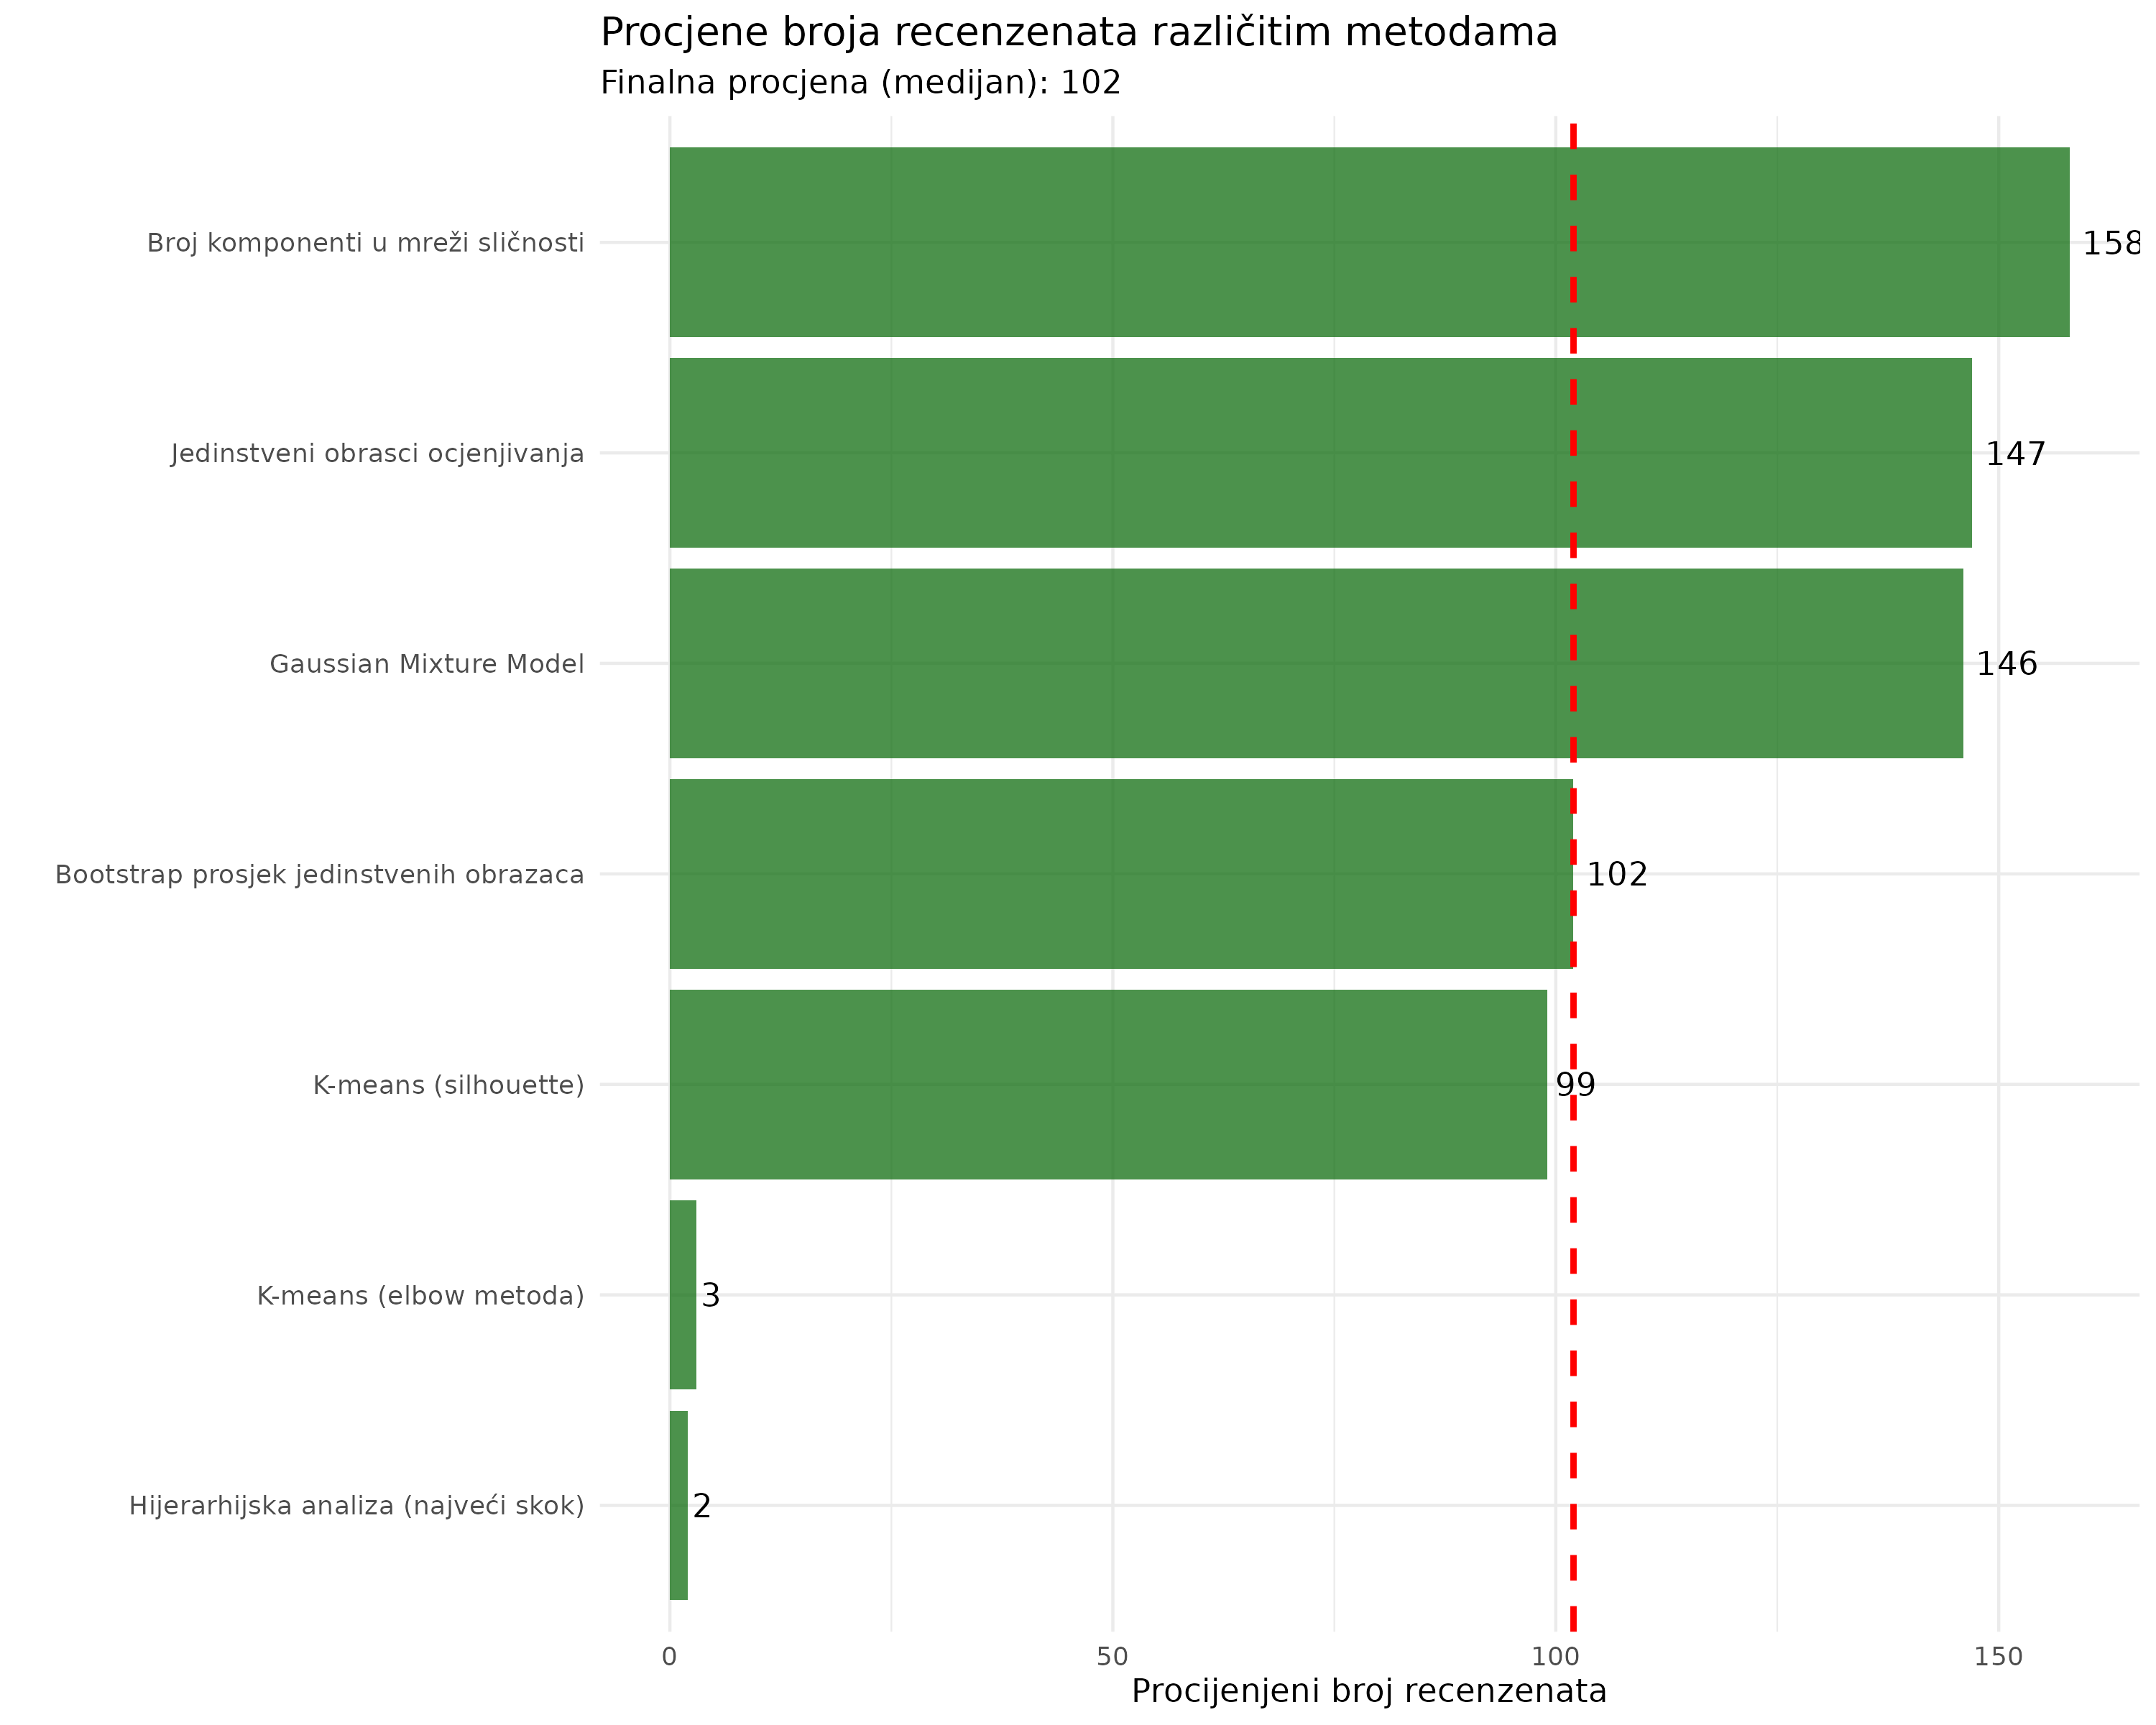 Procjene broja recenzenata različitim metodama
Finalna procjena (medijan): 102
Broj komponenti u mreži sličnosti
158
Jedinstveni obrasci ocjenjivanja
147
Gaussian Mixture Model
146
Bootstrap prosjek jedinstvenih obrazaca
102
K-means (silhouette)
99
K-means (elbow metoda)
3
Hijerarhijska analiza (najveći skok)
2
0 50 100 150
Procijenjeni broj recenzenata